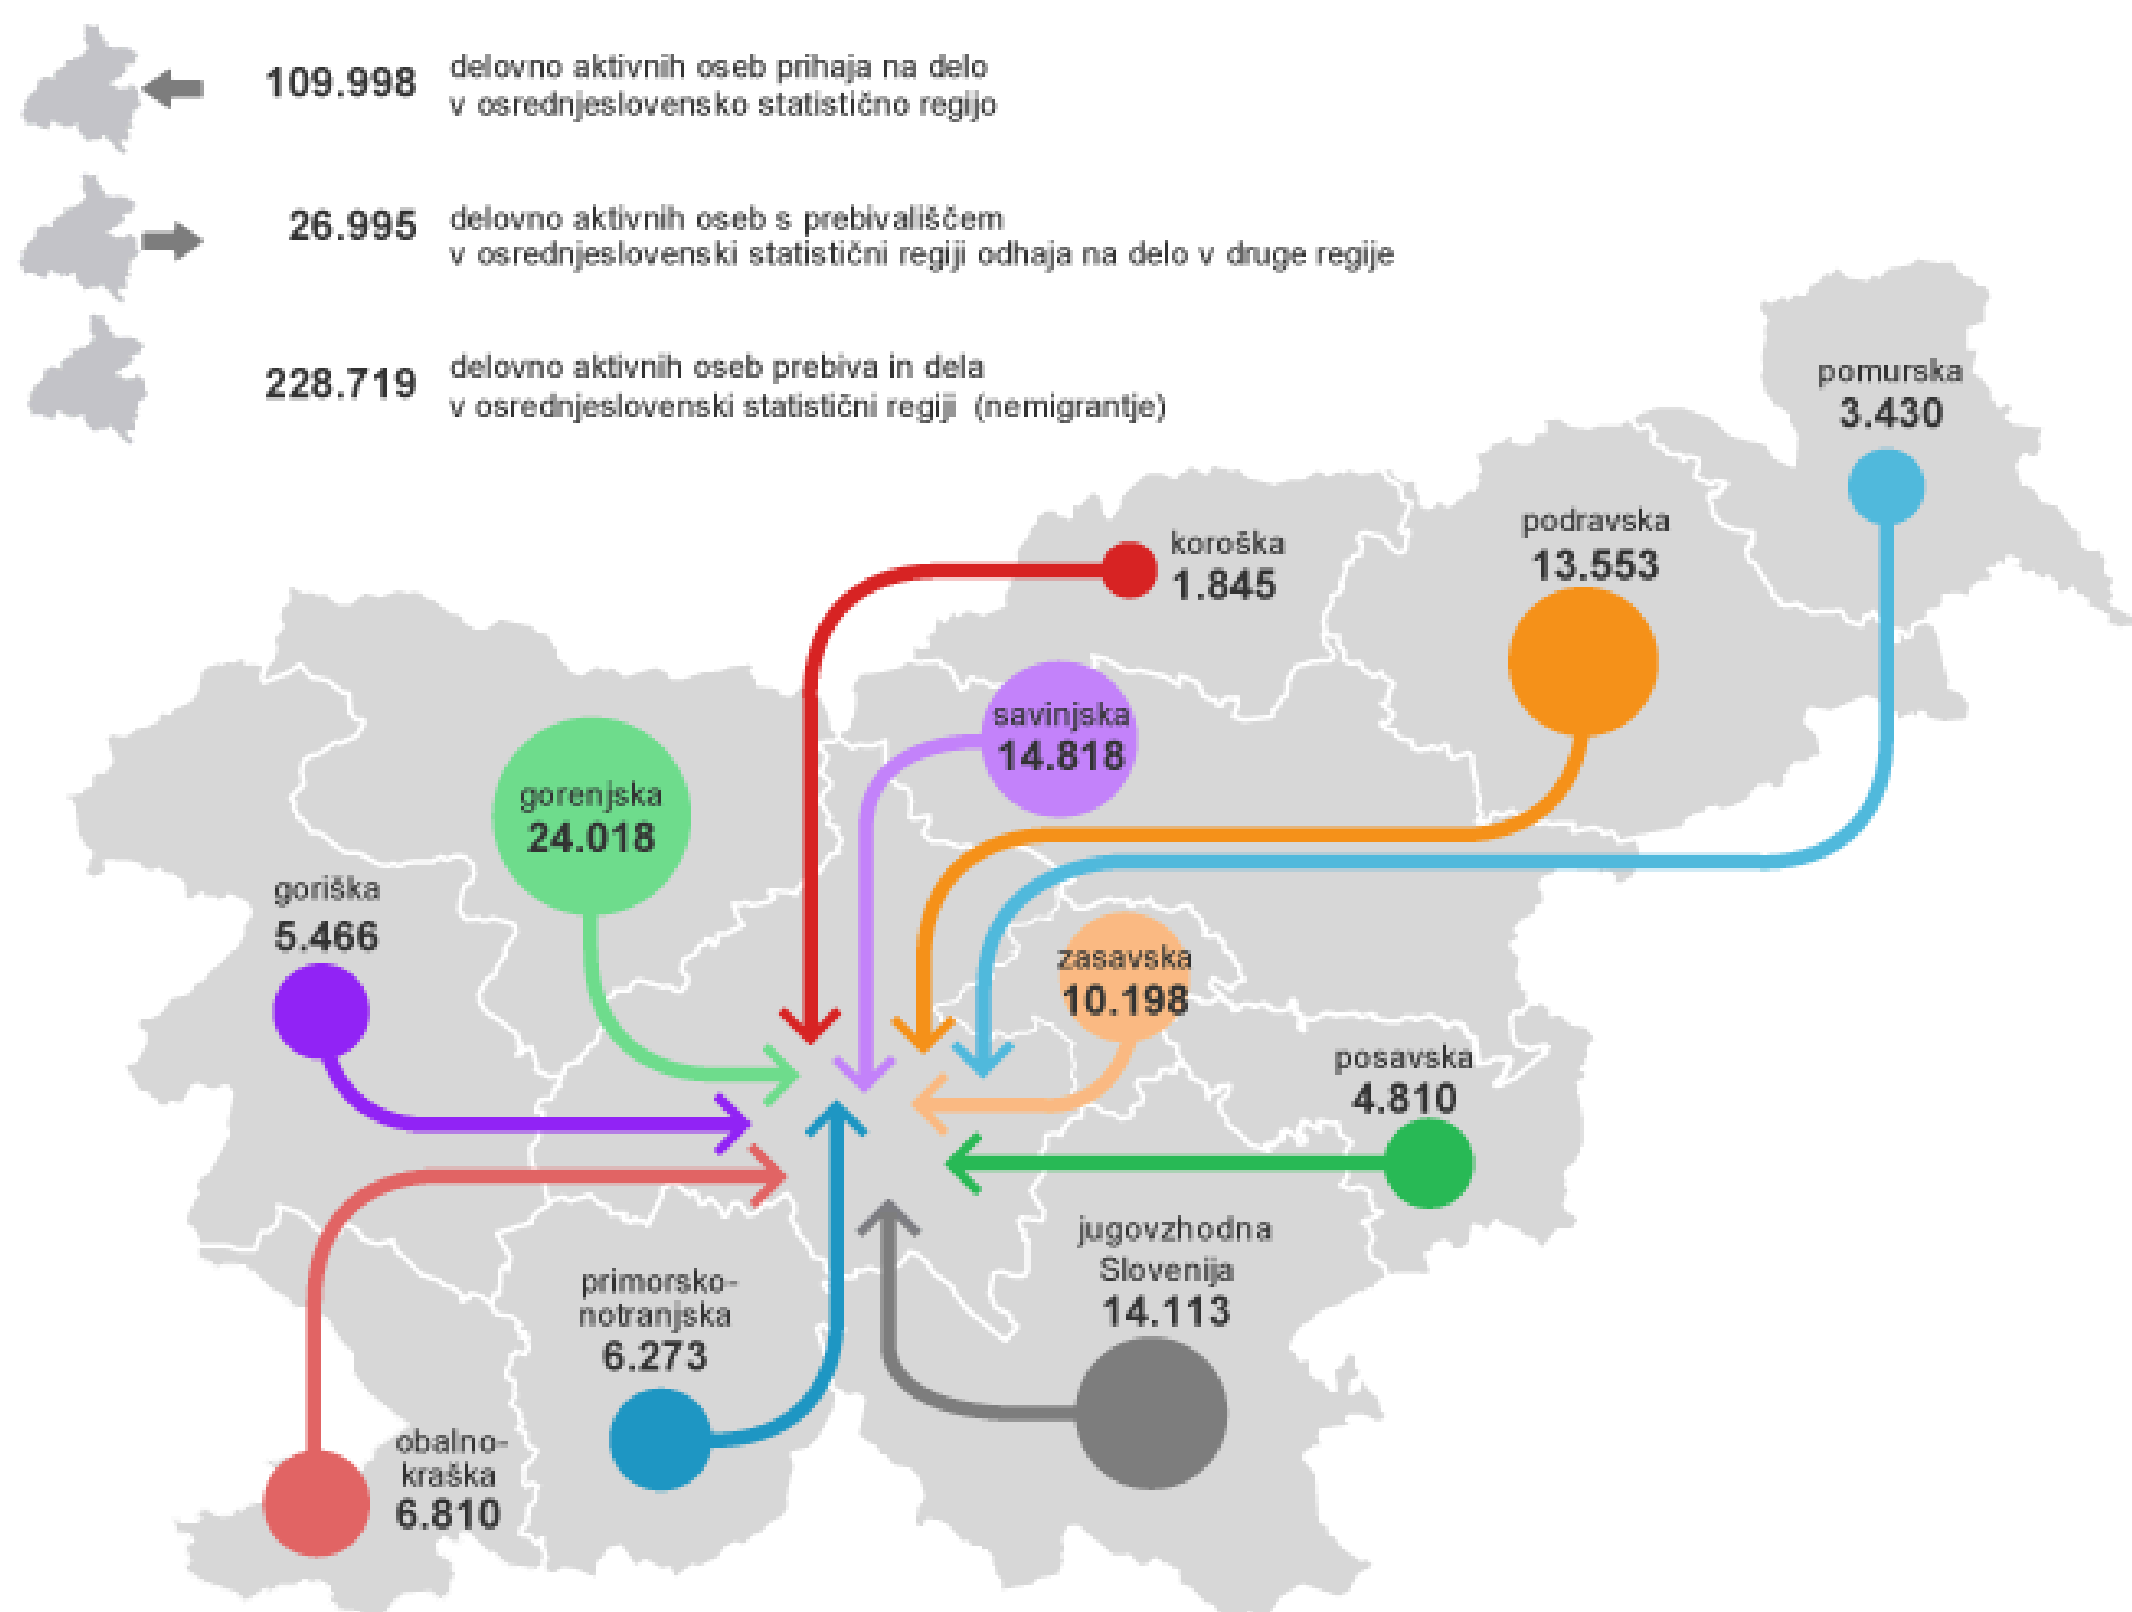 109.998
delovno aktivnih oseb prihaja na delo
v osrednjeslovensko statistično regijo
26.995
delovno aktivnih oseb s prebivališčem
v osrednjeslovenski statistični regiji odhaja na delo v druge regije
228.719
delovno aktivnih oseb prebiva in dela
v osrednjeslovenski statistični regiji (nemigrantje)
pomurska
3.430
podravska
13.553
koroška
1.845
savinjska
14.818
gorenjska
24.018
goriška
5.466
zasavska
10.198
posavska
4.810
jugovzhodna
Slovenija
14.113
primorsko-
notranjska
6.273
obalno-
kraška
6.810